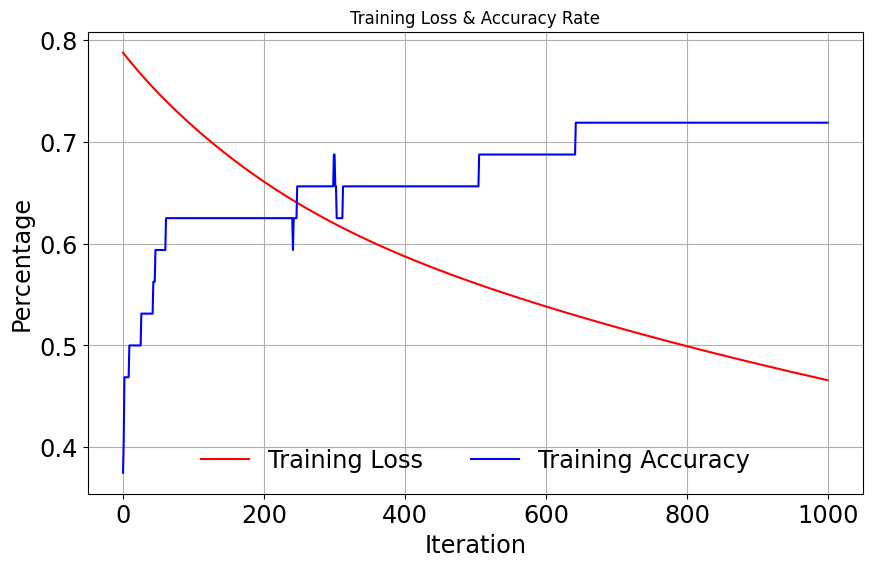 Training Loss & Accuracy Rate
0.8
0.7
0.6
0.5
0.4
Percentage
Training Loss
Training Accuracy
0 200 400 600 800 1000
Iteration